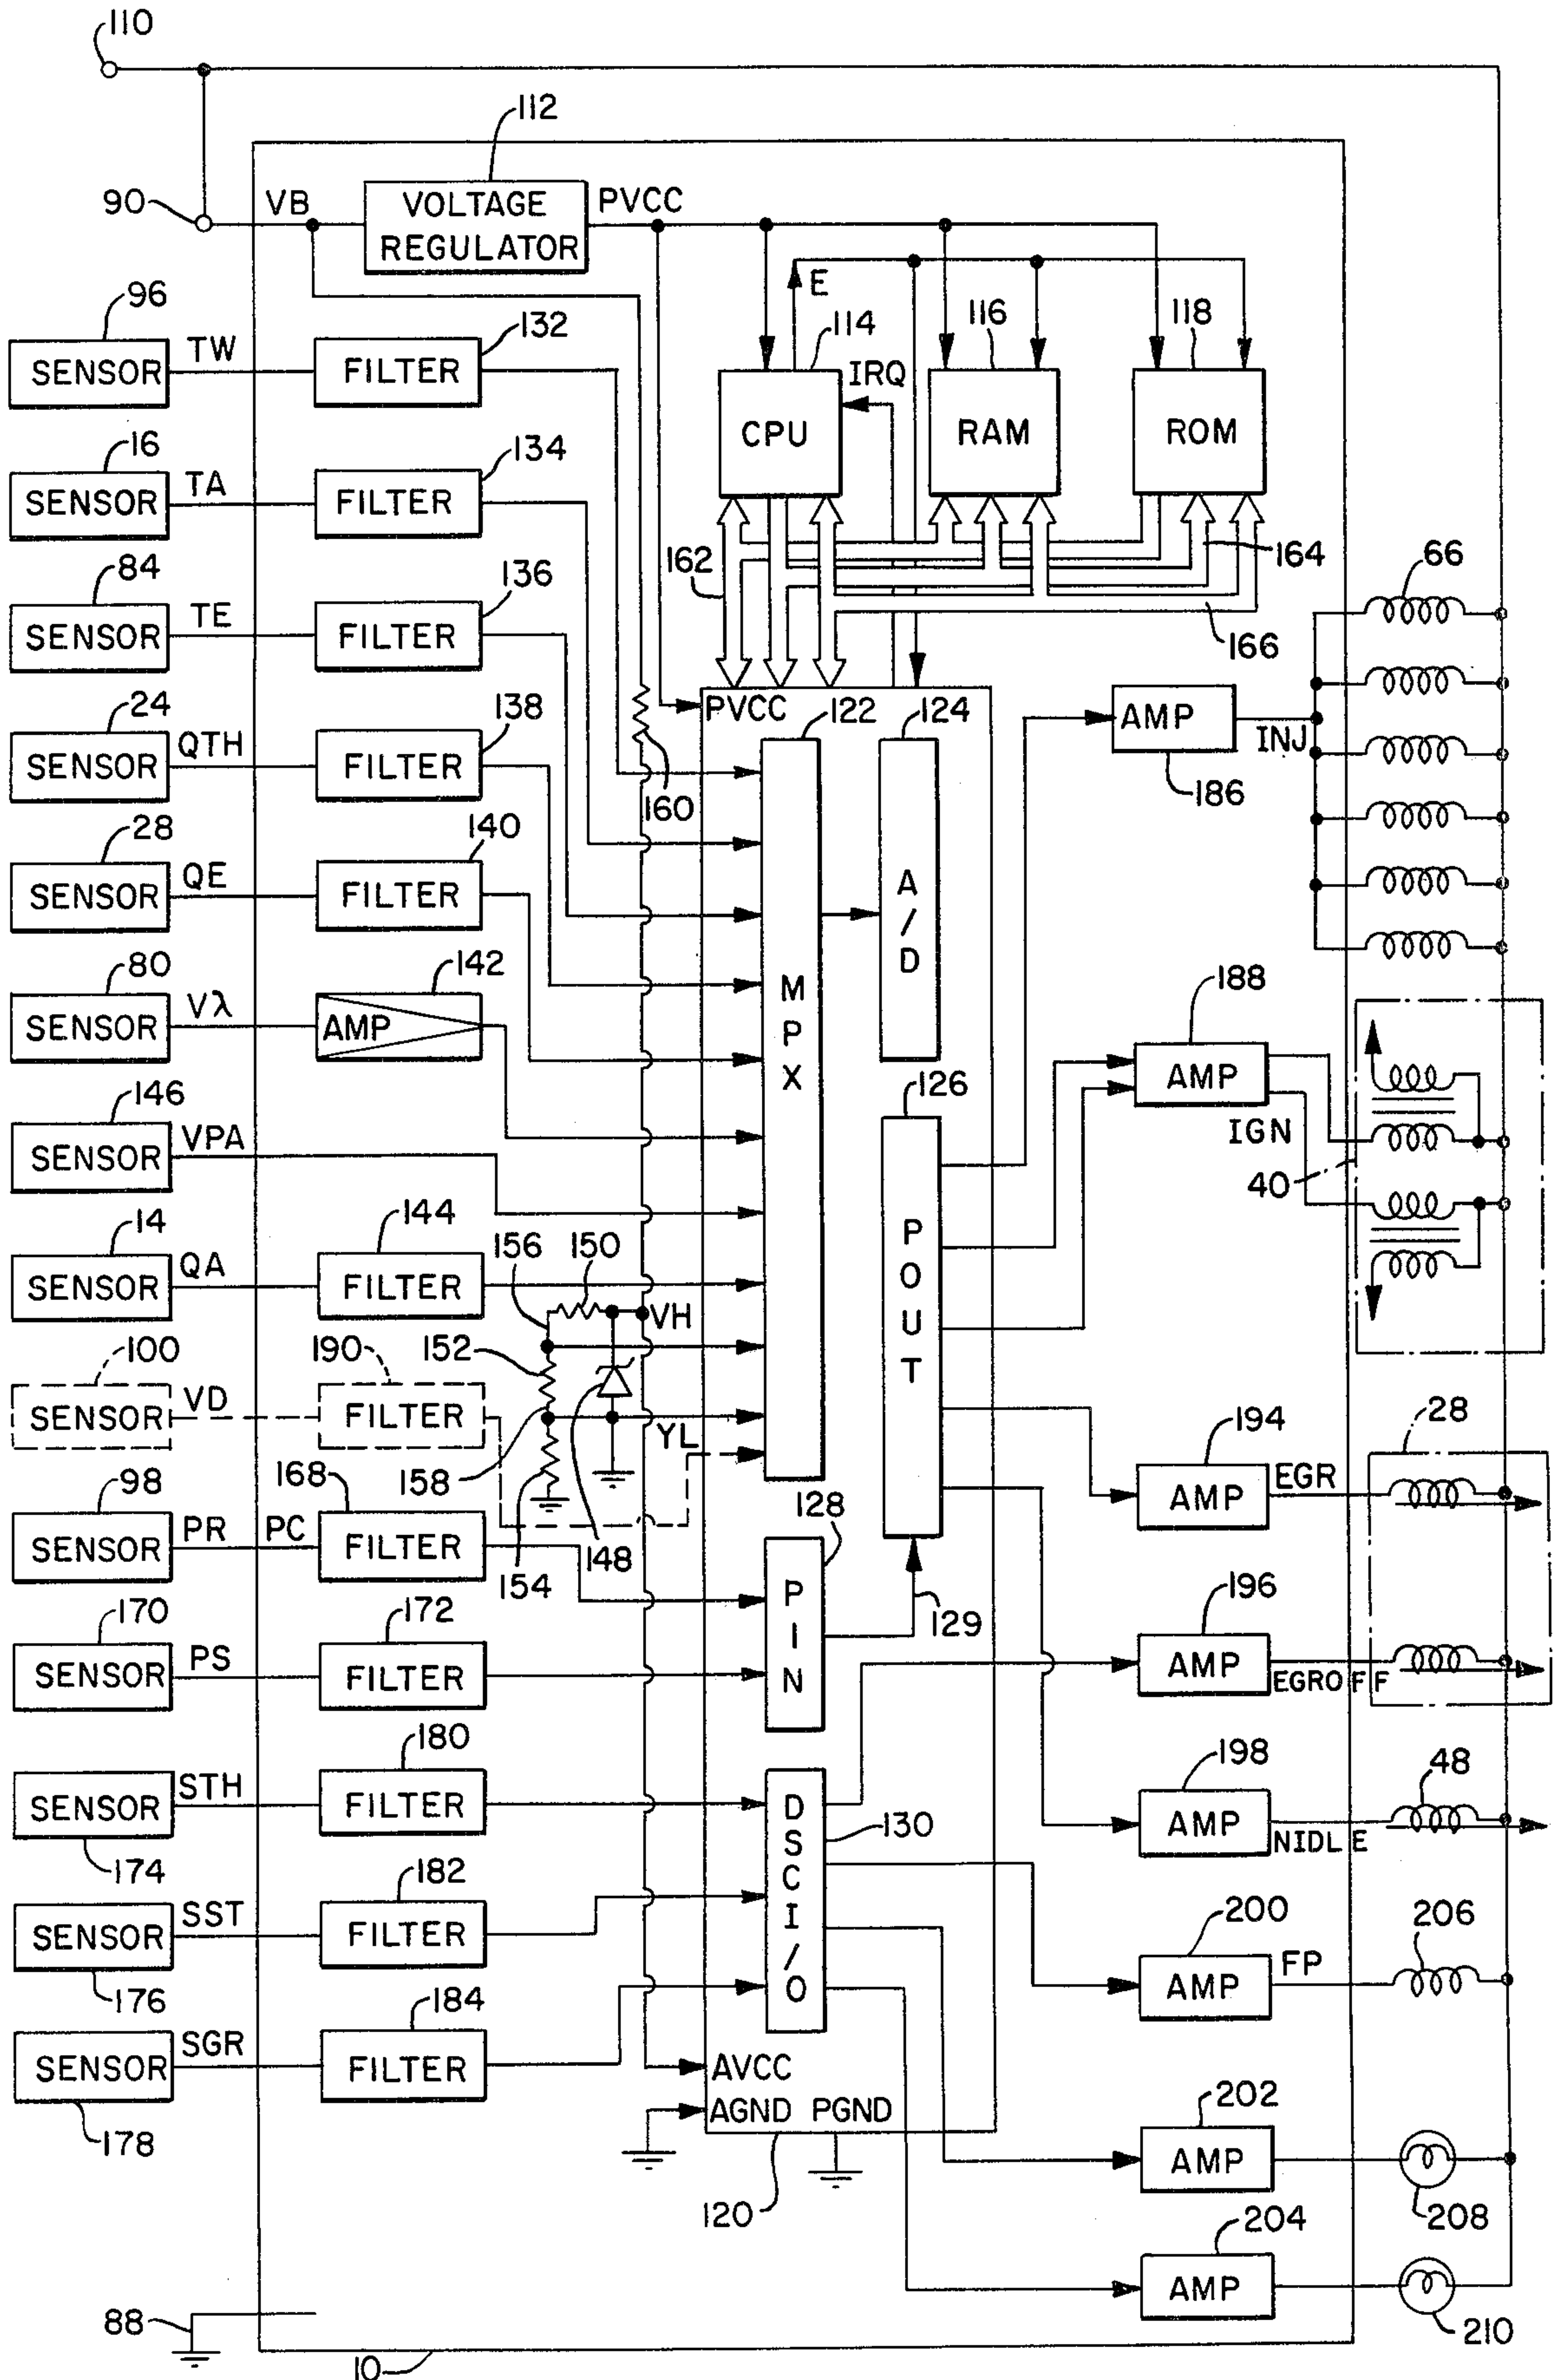 110
112
90
VB
VOLTAGE
REGULATOR
PVCC
E
96
TW
132
SENSOR
FILTER
114
116
118
IRQ
CPU
RAM
ROM
16
TA
134
SENSOR
FILTER
162
164
166
66
84
TE
136
SENSOR
FILTER
24
QTH
138
SENSOR
FILTER
160
PVCC
122
124
AMP
INJ
186
28
QE
140
SENSOR
FILTER
A/D
MPX
80
Vλ
142
SENSOR
AMP
188
AMP
IGN
40
146
VPA
SENSOR
126
POUT
14
QA
144
SENSOR
FILTER
156
150
VH
152
100
VD
190
SENSOR
FILTER
YL
158
154
148
194
AMP
EGR
28
98
PR
PC
168
SENSOR
FILTER
128
PIN
129
170
PS
172
SENSOR
FILTER
196
AMP
EGROFF
STH
180
SENSOR
FILTER
174
DSCI/O
130
198
AMP
NIDLE
48
SST
182
SENSOR
FILTER
176
200
AMP
FP
206
SGR
184
SENSOR
FILTER
178
AVCC
AGND
PGND
120
202
AMP
208
204
AMP
210
88
10